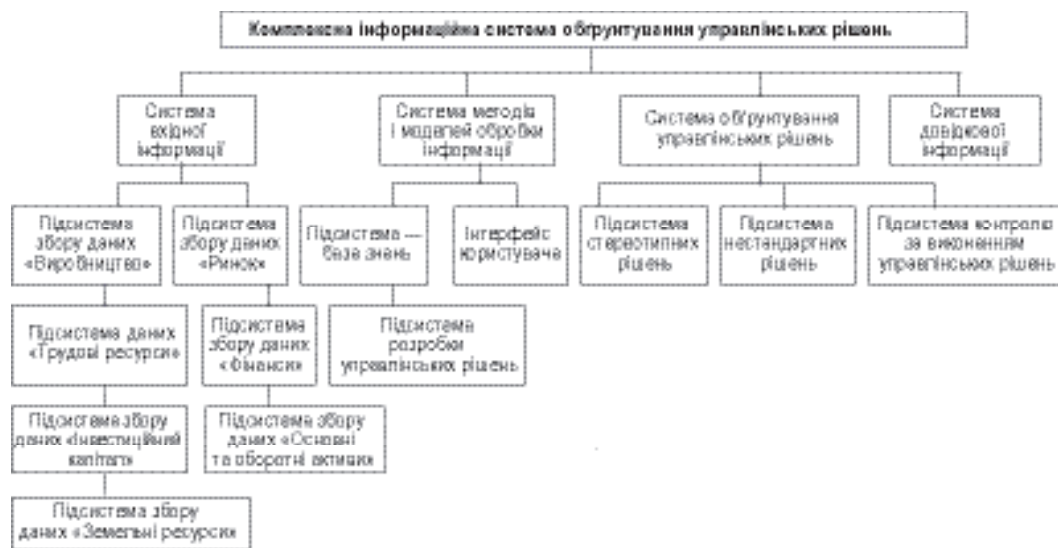 Комплексна інформаційна система обґрунтування управлінських рішень
Система
вхідної
інформації
Система методів
і моделей обробки
інформації
Система обґрунтування
управлінських рішень
Система
довідкової
інформації
Підсистема
збору даних
«Виробництво»
Підсистема
збору даних
«Ринок»
Підсистема —
база знань
Інтерфейс
користувача
Підсистема
стереотипних
рішень
Підсистема
нестандартних
рішень
Підсистема контролю
за виконанням
управлінських рішень
Підсистема даних
«Трудові ресурси»
Підсистема
збору даних
«Фінанси»
Підсистема
розробки
управлінських рішень
Підсистема збору
даних «Інвестиційний
капітал»
Підсистема збору
даних «Основні
та оборотні активи»
Підсистема збору
даних «Земельні ресурси»